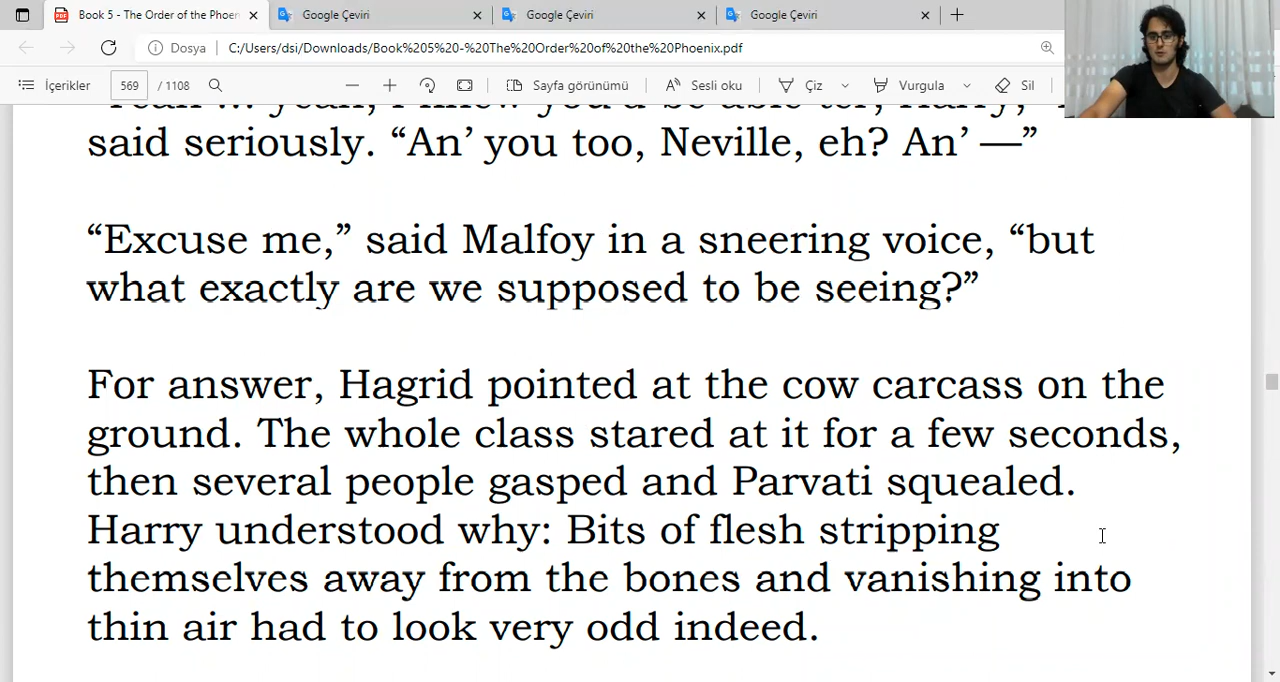 Book 5 - The Order of the Phoen
Google Çeviri
Google Çeviri
Google Çeviri
Dosya
C:/Users/dsi/Downloads/Book%205%20-%20The%20Order%20of%20the%20Phoenix.pdf
İçerikler
569 / 1108
Sayfa görünümü
Sesli oku
Çiz
Vurgula
Sil
said seriously. “An’ you too, Neville, eh? An’ —”
“Excuse me,” said Malfoy in a sneering voice, “but
what exactly are we supposed to be seeing?”
For answer, Hagrid pointed at the cow carcass on the
ground. The whole class stared at it for a few seconds,
then several people gasped and Parvati squealed.
Harry understood why: Bits of flesh stripping
themselves away from the bones and vanishing into
thin air had to look very odd indeed.